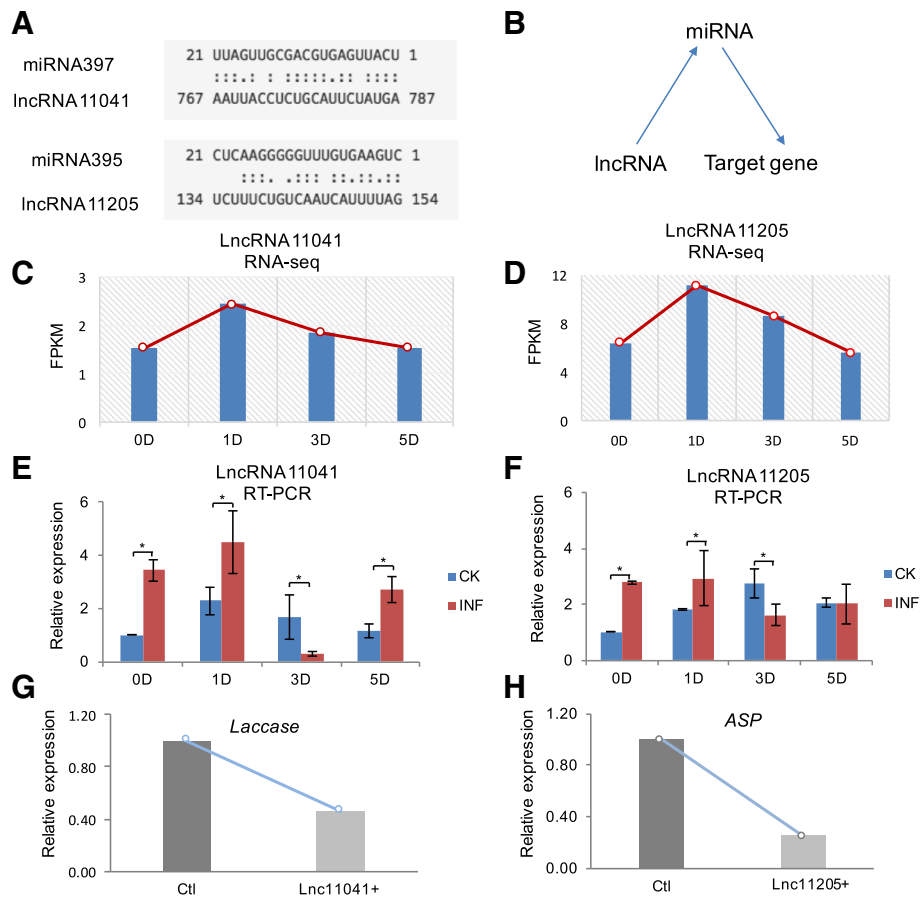 A
miRNA397
21 UUAGUUGCGACGUGAGUUACU 1
:::.: : :::::.:: ::::
lncRNA11041
767 AAUUACCUCUGCAUUCUAUGA 787
miRNA395
21 CUCAAGGGGGUUUGUGAAGUC 1
:::. .::: ::.::.::
lncRNA11205
134 UCUUUCUGUCAAUCAUUUUAG 154
B
miRNA
lncRNA Target gene
C
LncRNA11041
RNA-seq
FPKM
3
2
1
0
0D 1D 3D 5D
D
LncRNA11205
RNA-seq
FPKM
12
8
4
0
0D 1D 3D 5D
E
LncRNA11041
RT-PCR
Relative expression
6
4
2
0
* * * *
0D 1D 3D 5D
CK
INF
F
LncRNA11205
RT-PCR
Relative expression
6
4
2
0
* * *
0D 1D 3D 5D
CK
INF
G
Laccase
Relative expression
1.20
0.80
0.40
0.00
Ctl Lnc11041+
H
ASP
Relative expression
1.20
0.80
0.40
0.00
Ctl Lnc11205+